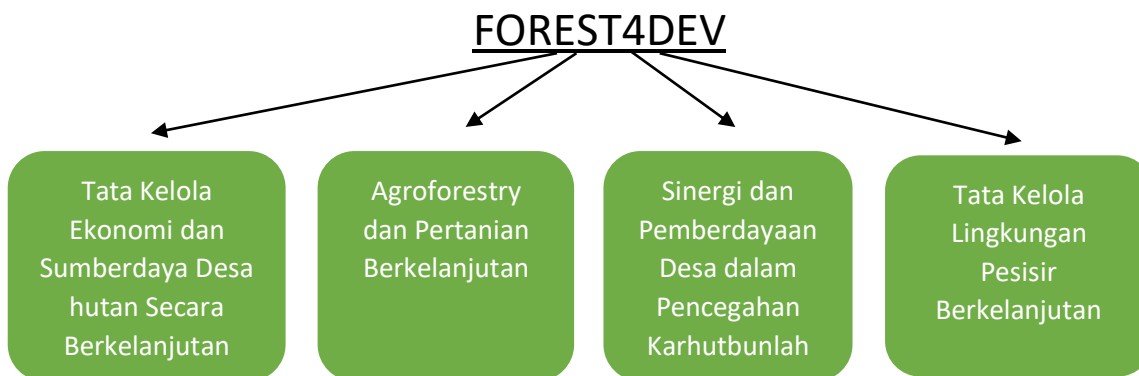 FOREST4DEV
Tata Kelola
Ekonomi dan
Sumberdaya Desa
hutan Secara
Berkelanjutan
Agroforestry
dan Pertanian
Berkelanjutan
Sinergi dan
Pemberdayaan
Desa dalam
Pencegahan
Karhutbunlah
Tata Kelola
Lingkungan
Pesisir
Berkelanjutan